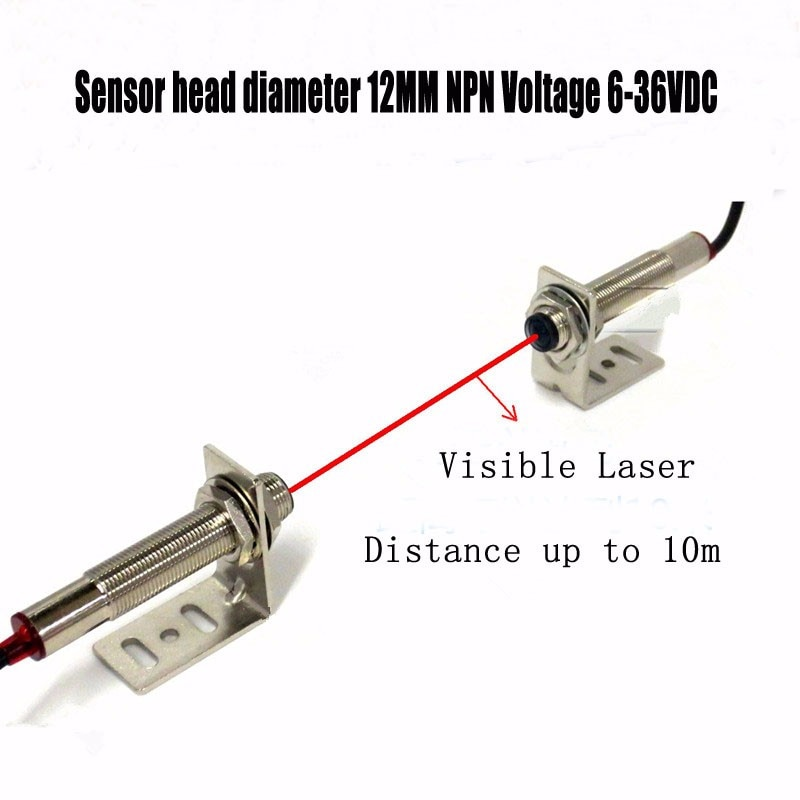 Sensor head diameter 12MM NPN Voltage 6-36VDC
Visible Laser
Distance up to 10m